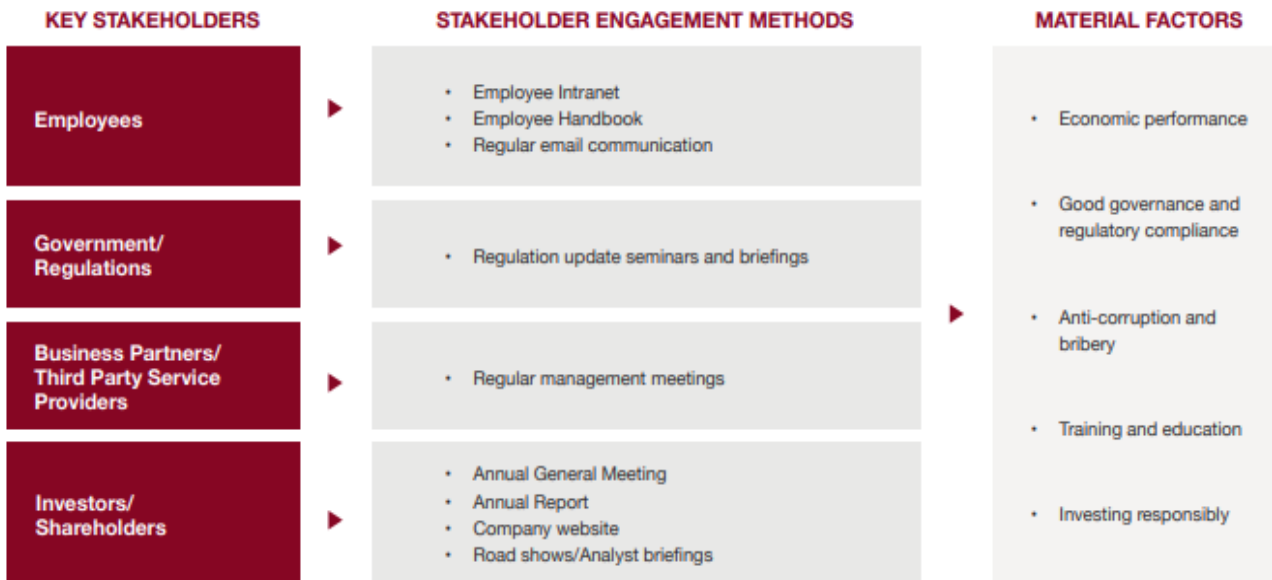 KEY STAKEHOLDERS
STAKEHOLDER ENGAGEMENT METHODS
MATERIAL FACTORS
Employees
• Employee Intranet
• Employee Handbook
• Regular email communication
Government/
Regulations
• Regulation update seminars and briefings
Business Partners/
Third Party Service
Providers
• Regular management meetings
Investors/
Shareholders
• Annual General Meeting
• Annual Report
• Company website
• Road shows/Analyst briefings
• Economic performance
• Good governance and
regulatory compliance
• Anti-corruption and
bribery
• Training and education
• Investing responsibly